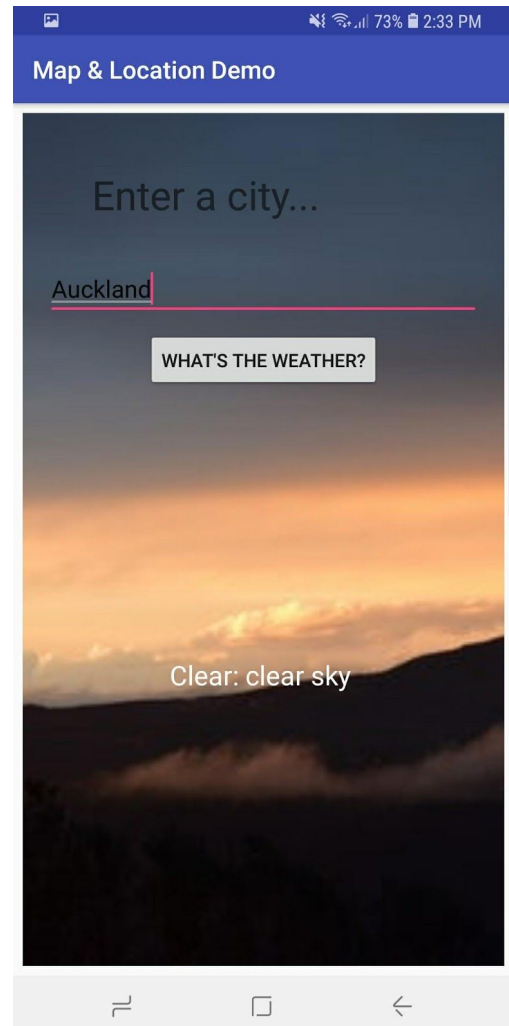 73% 2:33 PM
Map & Location Demo
Enter a city...
Auckland
WHAT'S THE WEATHER?
Clear: clear sky